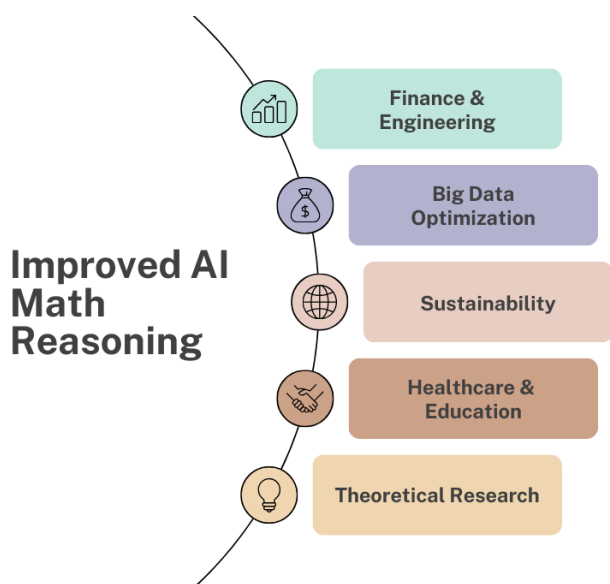 Improved AI
Math
Reasoning
Finance &
Engineering
$
Big Data
Optimization
Sustainability
Healthcare &
Education
Theoretical Research